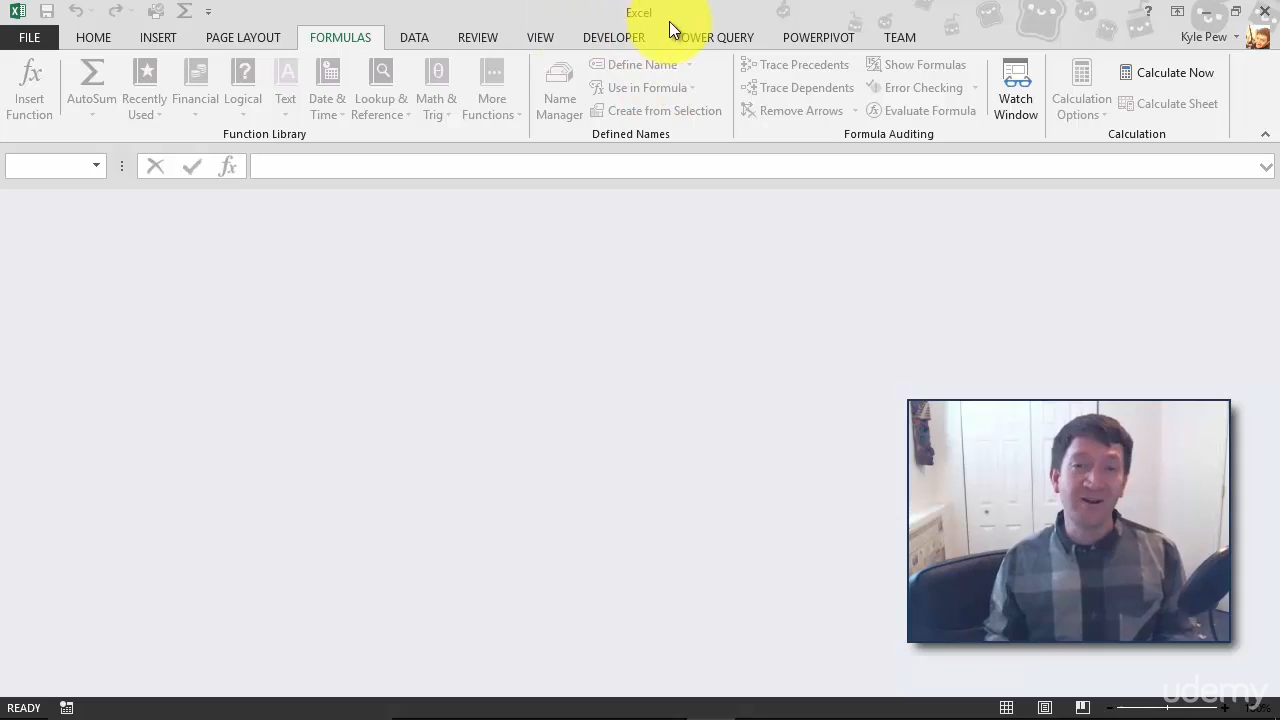 Excel
?
FILE HOME INSERT PAGE LAYOUT FORMULAS DATA REVIEW VIEW DEVELOPER POWER QUERY POWERPIVOT TEAM Kyle Pew
Insert Function
AutoSum
Recently Used
Financial
Logical
Text
Date & Time
Lookup & Reference
Math & Trig
More Functions
Function Library
Name Manager
Define Name
Use in Formula
Create from Selection
Defined Names
Trace Precedents
Trace Dependents
Remove Arrows
Show Formulas
Error Checking
Evaluate Formula
Formula Auditing
Watch Window
Calculation Options
Calculate Now
Calculate Sheet
Calculation
fx
READY
udemy